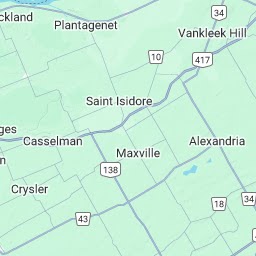 ckland
34
Plantagenet
Vankleek Hill
10
417
Saint Isidore
ges
Casselman
Alexandria
Maxville
n
138
Crysler
34
18
43